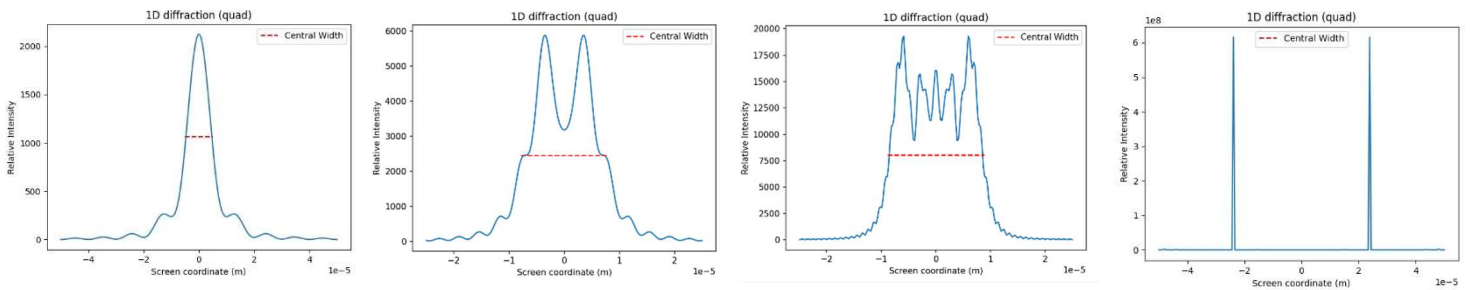 1D diffraction (quad)
Central Width
Relative Intensity
2000
1500
1000
500
0
−4
−2
0
2
4
Screen coordinate (m)
1e−5
1D diffraction (quad)
Central Width
Relative Intensity
6000
5000
4000
3000
2000
1000
0
−2
−1
0
1
2
Screen coordinate (m)
1e−5
1D diffraction (quad)
Central Width
Relative Intensity
20000
17500
15000
12500
10000
7500
5000
2500
0
−2
−1
0
1
2
Screen coordinate (m)
1e−5
1D diffraction (quad)
1e8
Central Width
Relative Intensity
6
5
4
3
2
1
0
−4
−2
0
2
4
Screen coordinate (m)
1e−5